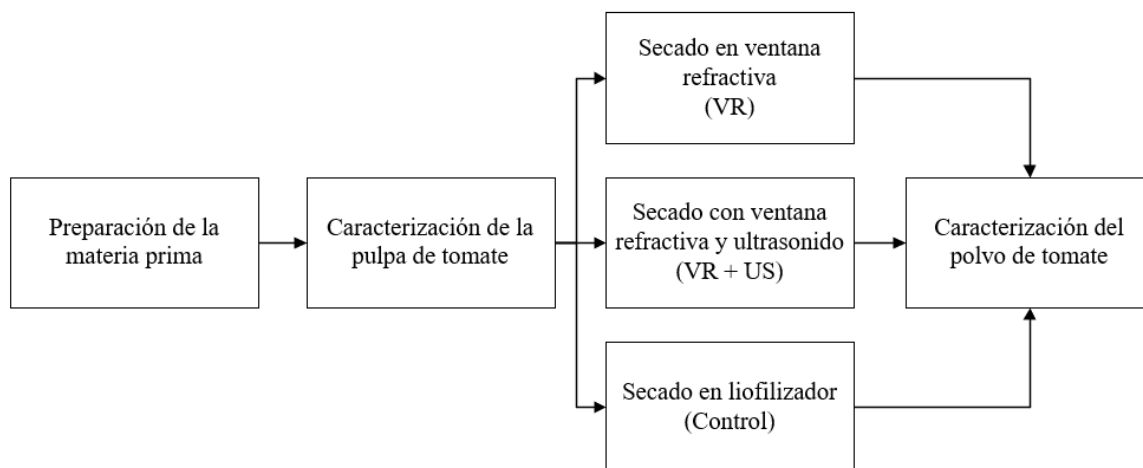 Preparación de la
materia prima
Caracterización de la
pulpa de tomate
Secado en ventana
refractiva
(VR)
Secado con ventana
refractiva y ultrasonido
(VR + US)
Secado en liofilizador
(Control)
Caracterización del
polvo de tomate